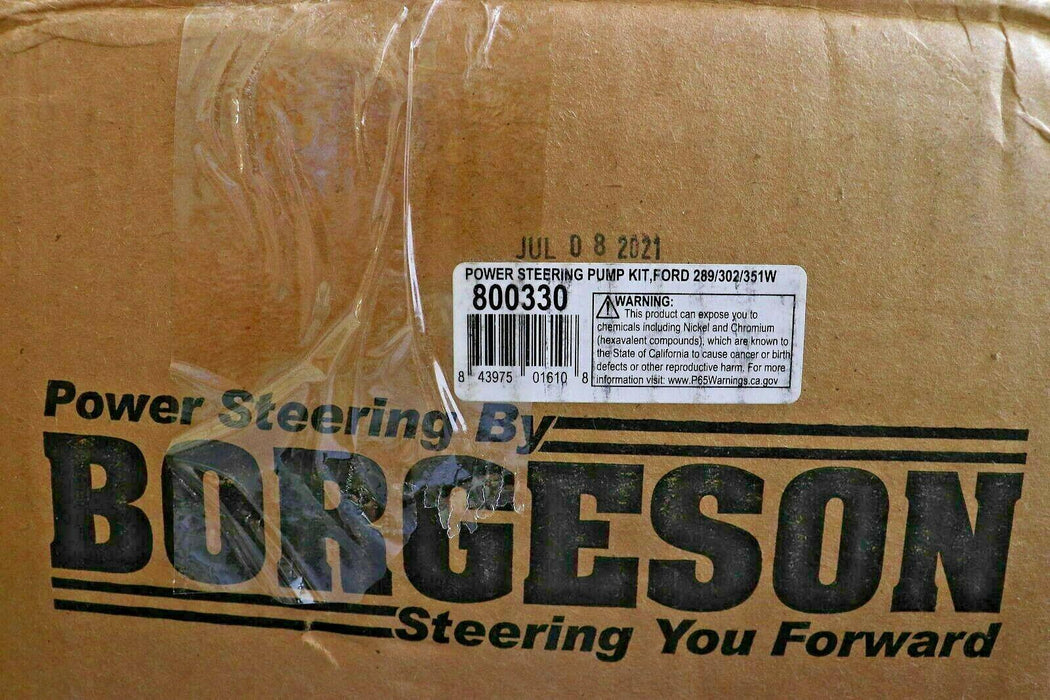 JUL 08 2021
POWER STEERING PUMP KIT,FORD 289/302/351W
800330
WARNING:
This product can expose you to
chemicals including Nickel and Chromium
(hexavalent compounds), which are known to
the State of California to cause cancer or birth
defects or other reproductive harm. For more
information visit: www.P65Warnings.ca.gov
8 43975 01610 8
Power Steering By
BORGESON
Steering You Forward